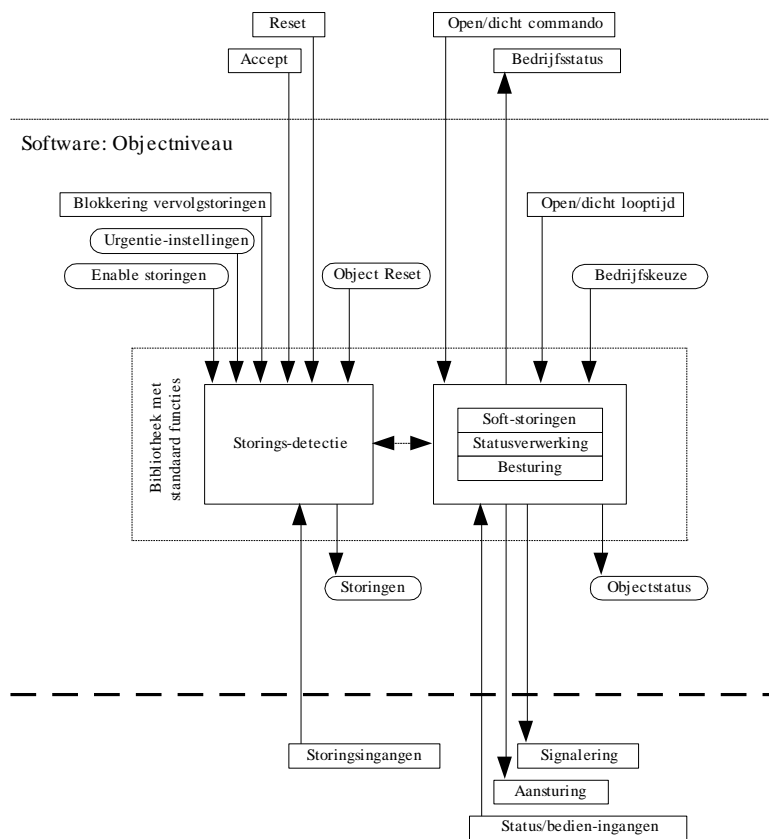 Reset
Open/dicht commando
Accept
Bedrijfsstatus
Software: Objectniveau
Blokkering vervolgstoringen
Open/dicht looptijd
Urgentie-instellingen
Enable storingen
Object Reset
Bedrijfskeuze
Bibliotheek met
standaard functies
Storings-detectie
Soft-storingen
Statusverwerking
Besturing
Storingen
Objectstatus
Storingsingangen
Signalering
Aansturing
Status/bedien-ingangen